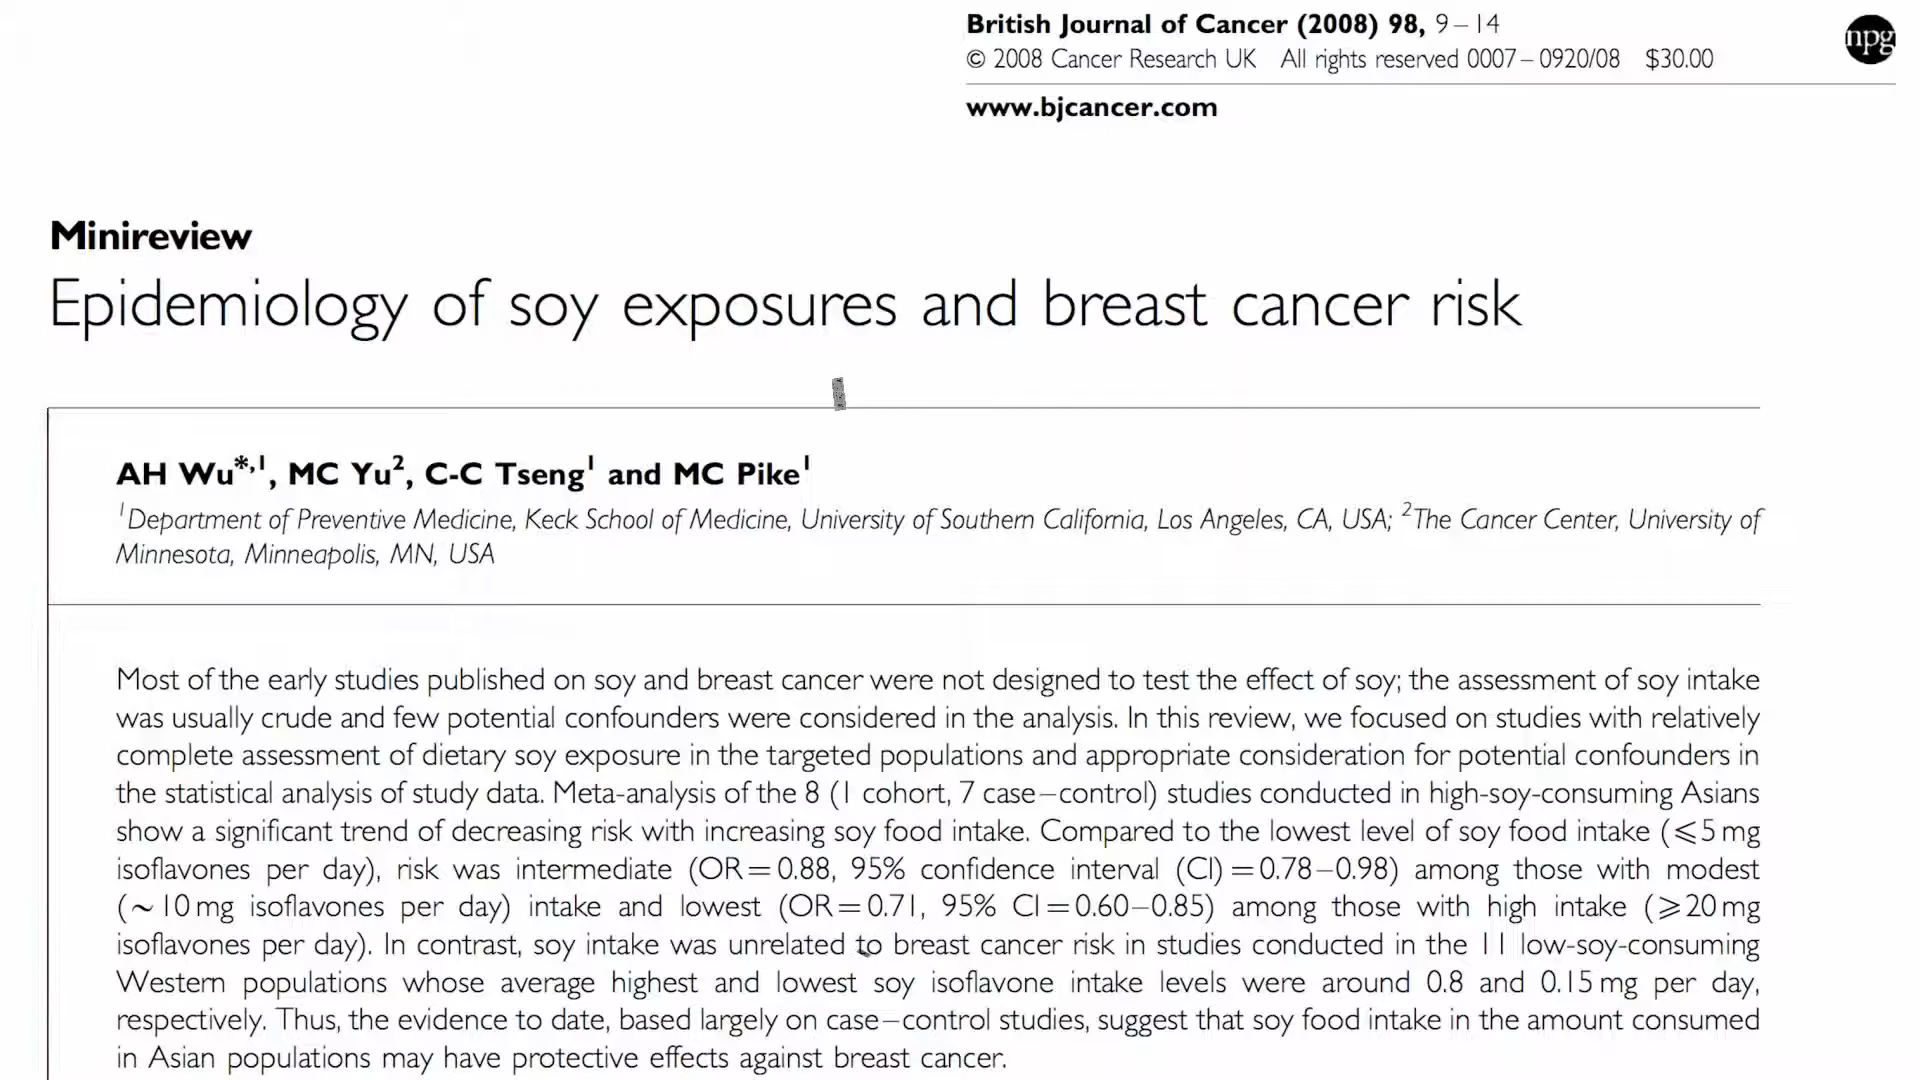 British Journal of Cancer (2008) 98, 9–14
© 2008 Cancer Research UK All rights reserved 0007–0920/08 $30.00
npg
www.bjcancer.com
Minireview
Epidemiology of soy exposures and breast cancer risk
AH Wu*,1, MC Yu2, C-C Tseng1 and MC Pike1
1Department of Preventive Medicine, Keck School of Medicine, University of Southern California, Los Angeles, CA, USA; 2The Cancer Center, University of
Minnesota, Minneapolis, MN, USA
Most of the early studies published on soy and breast cancer were not designed to test the effect of soy; the assessment of soy intake
was usually crude and few potential confounders were considered in the analysis. In this review, we focused on studies with relatively
complete assessment of dietary soy exposure in the targeted populations and appropriate consideration for potential confounders in
the statistical analysis of study data. Meta-analysis of the 8 (1 cohort, 7 case–control) studies conducted in high-soy-consuming Asians
show a significant trend of decreasing risk with increasing soy food intake. Compared to the lowest level of soy food intake (⩽5 mg
isoflavones per day), risk was intermediate (OR=0.88, 95% confidence interval (CI)=0.78–0.98) among those with modest
(~10 mg isoflavones per day) intake and lowest (OR=0.71, 95% CI=0.60–0.85) among those with high intake (⩾20 mg
isoflavones per day). In contrast, soy intake was unrelated to breast cancer risk in studies conducted in the 11 low-soy-consuming
Western populations whose average highest and lowest soy isoflavone intake levels were around 0.8 and 0.15 mg per day,
respectively. Thus, the evidence to date, based largely on case–control studies, suggest that soy food intake in the amount consumed
in Asian populations may have protective effects against breast cancer.